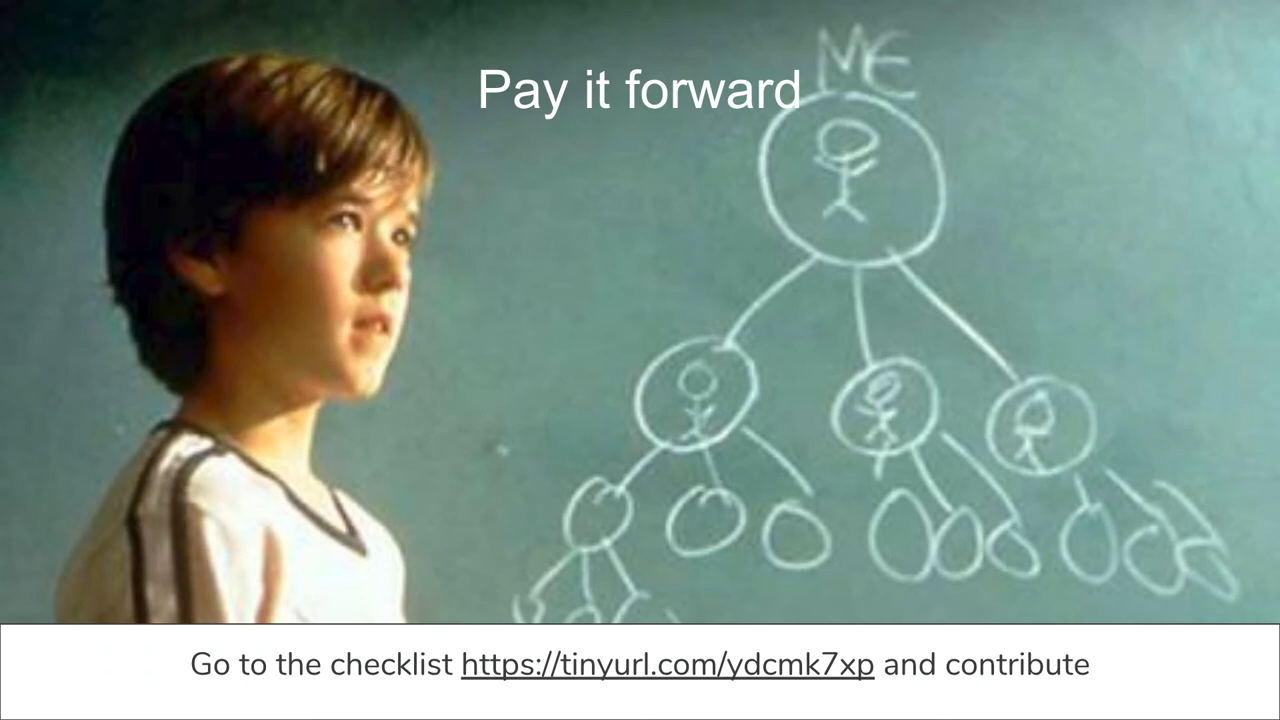 ME
Pay it forward
Go to the checklist https://tinyurl.com/ydcmk7xp and contribute